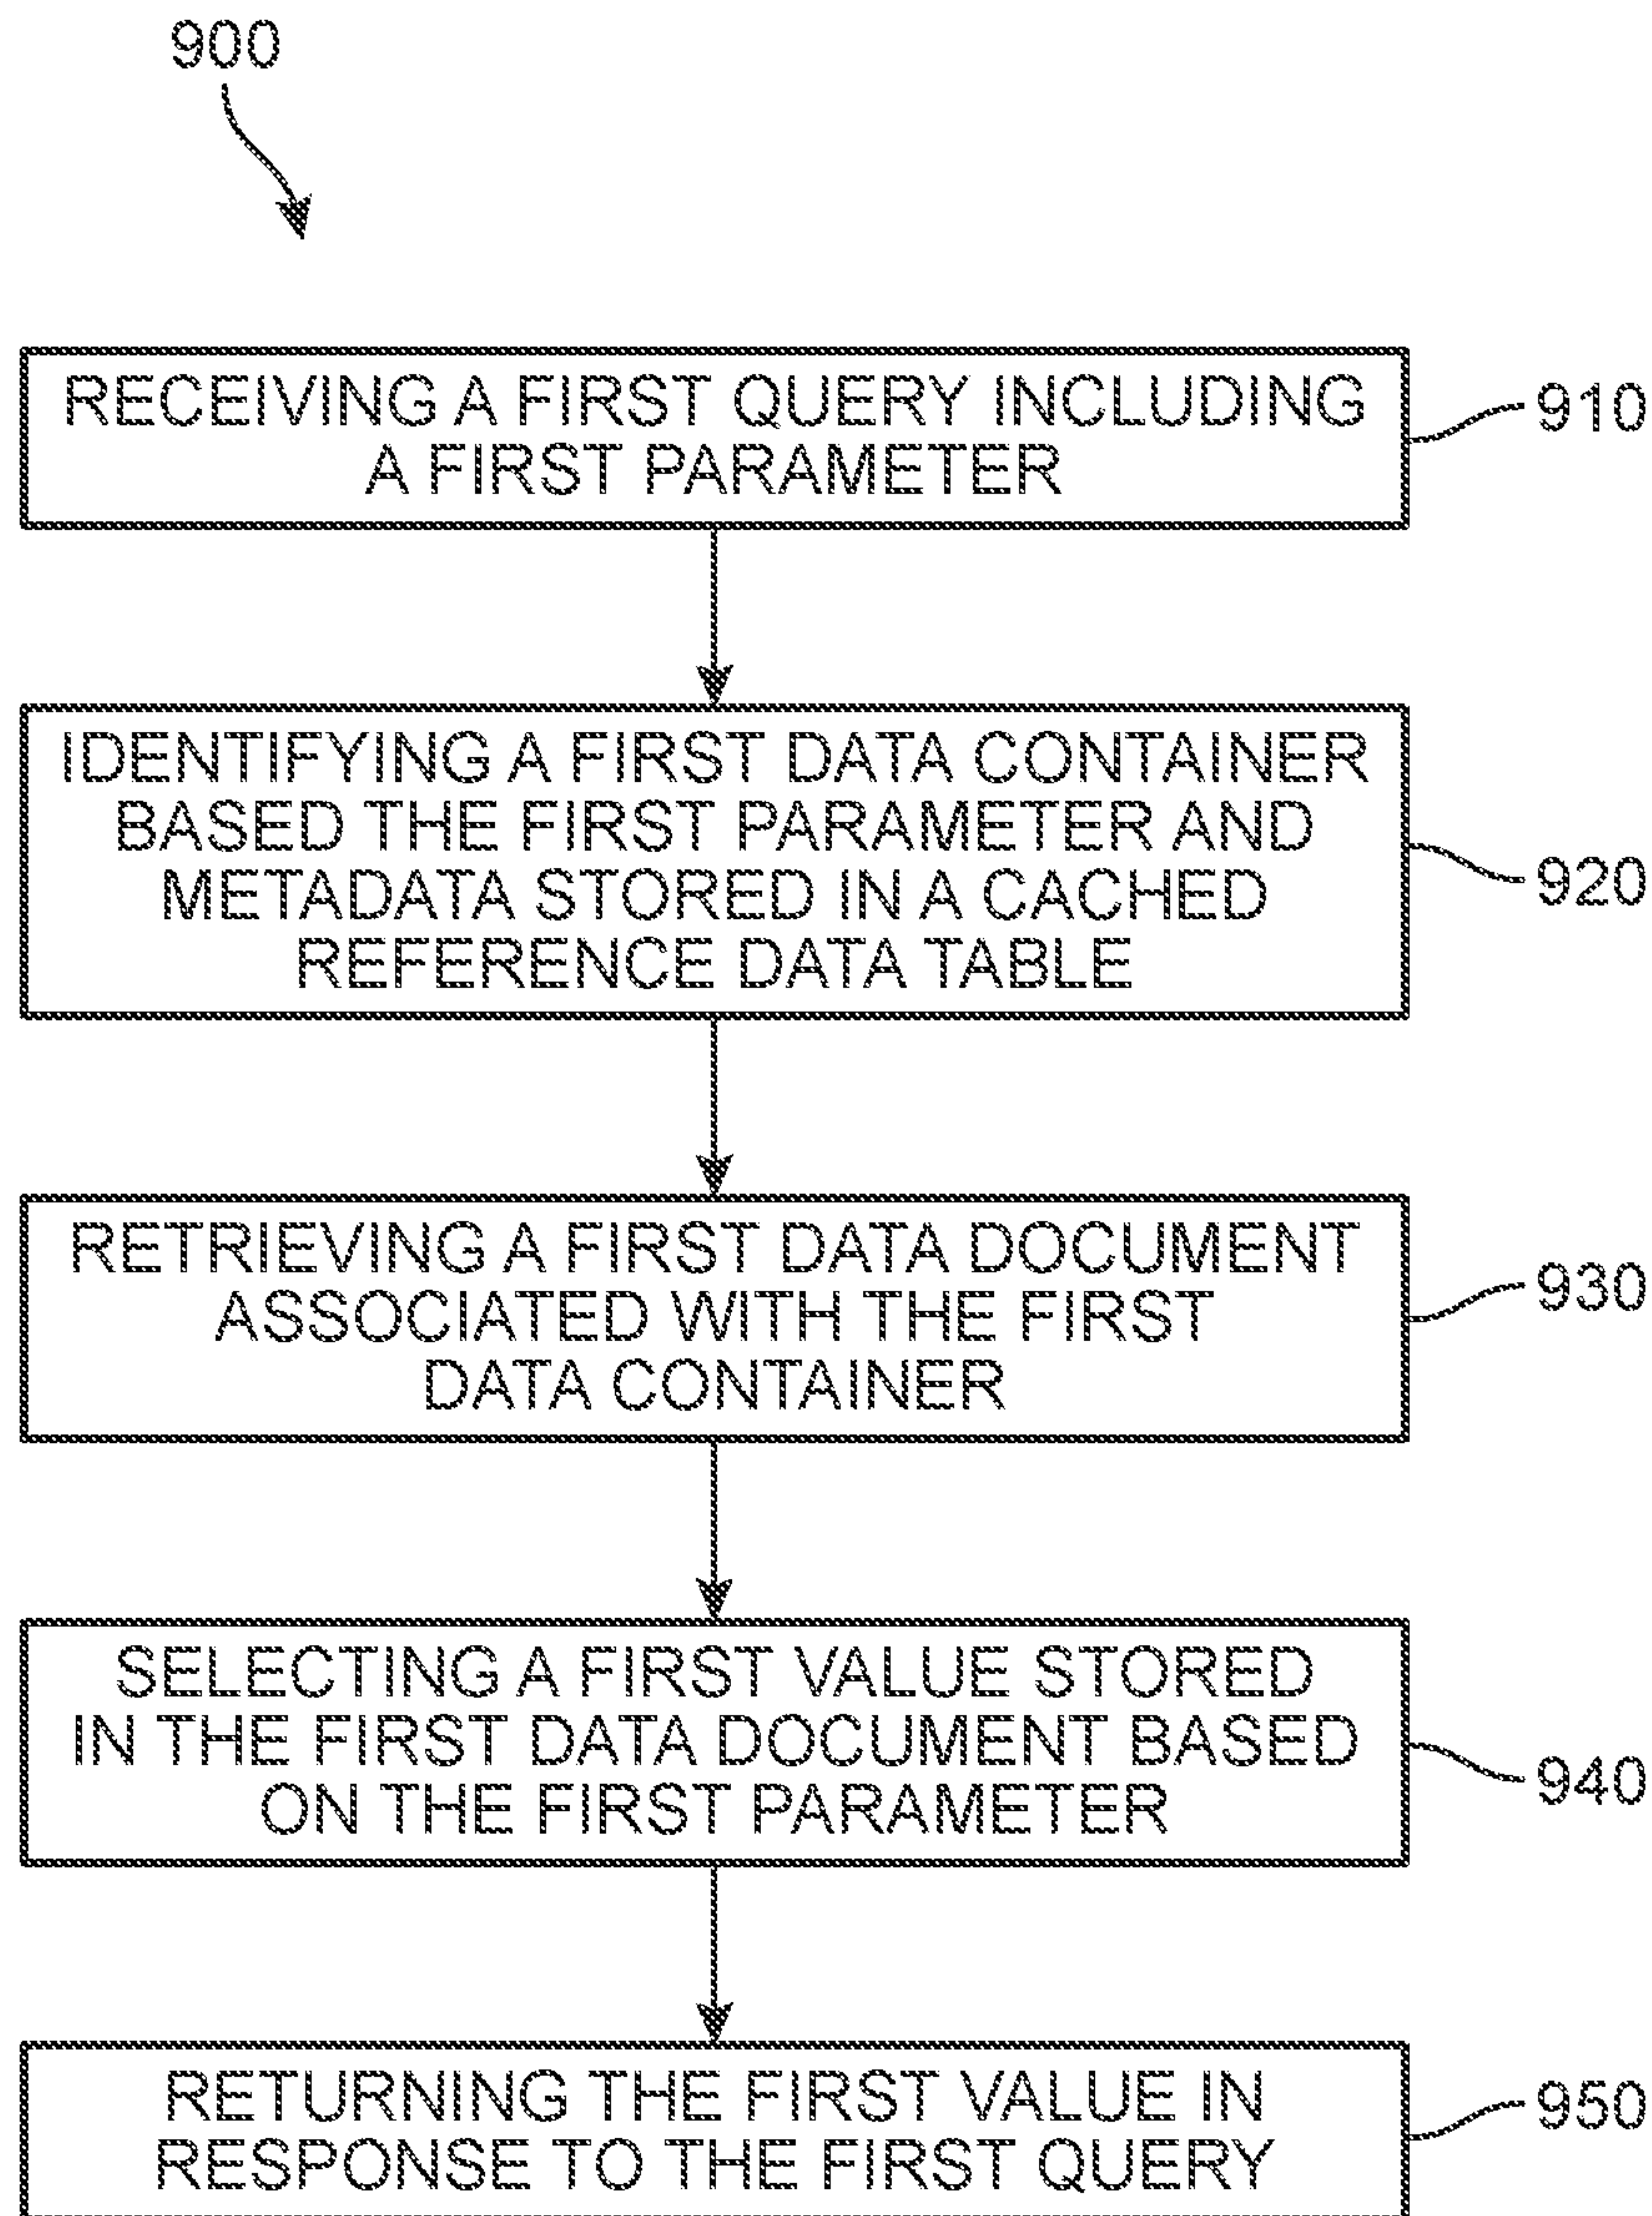 900
RECEIVING A FIRST QUERY INCLUDING
A FIRST PARAMETER
910
IDENTIFYING A FIRST DATA CONTAINER
BASED THE FIRST PARAMETER AND
METADATA STORED IN A CACHED
REFERENCE DATA TABLE
920
RETRIEVING A FIRST DATA DOCUMENT
ASSOCIATED WITH THE FIRST
DATA CONTAINER
930
SELECTING A FIRST VALUE STORED
IN THE FIRST DATA DOCUMENT BASED
ON THE FIRST PARAMETER
940
RETURNING THE FIRST VALUE IN
RESPONSE TO THE FIRST QUERY
950